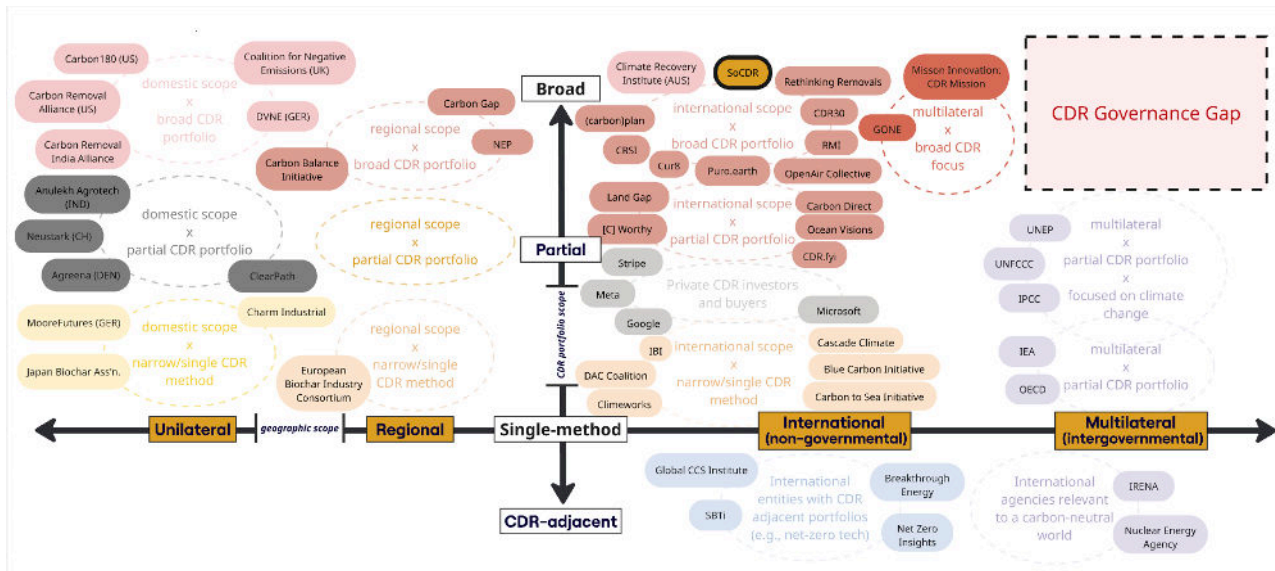 Carbon180 (US)
Coalition for Negative
Emissions (UK)
domestic scope
x
broad CDR
portfolio
Carbon Removal
Alliance (US)
DVNE (GER)
Carbon Removal
India Alliance
Carbon Gap
regional scope
x
broad CDR portfolio
NEP
Carbon Balance
Initiative
Broad
Climate Recovery
Institute (AUS)
SoCDR
Rethinking Removals
international scope
x
broad CDR portfolio
(carbon)plan
CDR30
CRSI
RMI
Cur8
Puro.earth
OpenAir Collective
Misson Innovation:
CDR Mission
GONE
multilateral
x
broad CDR
focus
CDR Governance Gap
Anulekh Agrotech
(IND)
domestic scope
x
partial CDR portfolio
Neustark (CH)
Agreena (DEN)
ClearPath
regional scope
x
partial CDR portfolio
Partial
Land Gap
international scope
x
partial CDR portfolio
Carbon Direct
[C] Worthy
Ocean Visions
CDR.fyi
Stripe
Private CDR investors
and buyers
Meta
Google
Microsoft
UNEP
multilateral
x
partial CDR portfolio
x
focused on climate
change
UNFCCC
IPCC
MooreFutures (GER)
domestic scope
x
narrow/single CDR
method
Charm Industrial
Japan Biochar Ass'n.
regional scope
x
narrow/single
CDR method
European
Biochar Industry
Consortium
CDR portfolio scope
IBI
international scope
x
narrow/single CDR
method
Cascade Climate
DAC Coalition
Blue Carbon Initiative
Climeworks
Carbon to Sea Initiative
IEA
multilateral
x
partial CDR portfolio
OECD
Unilateral
geographic scope
Regional
Single-method
International
(non-governmental)
Multilateral
(intergovernmental)
CDR-adjacent
Global CCS Institute
International
entities with CDR
adjacent portfolios
(e.g., net-zero tech)
Breakthrough
Energy
SBTi
Net Zero
Insights
International
agencies relevant
to a carbon-neutral
world
IRENA
Nuclear Energy
Agency